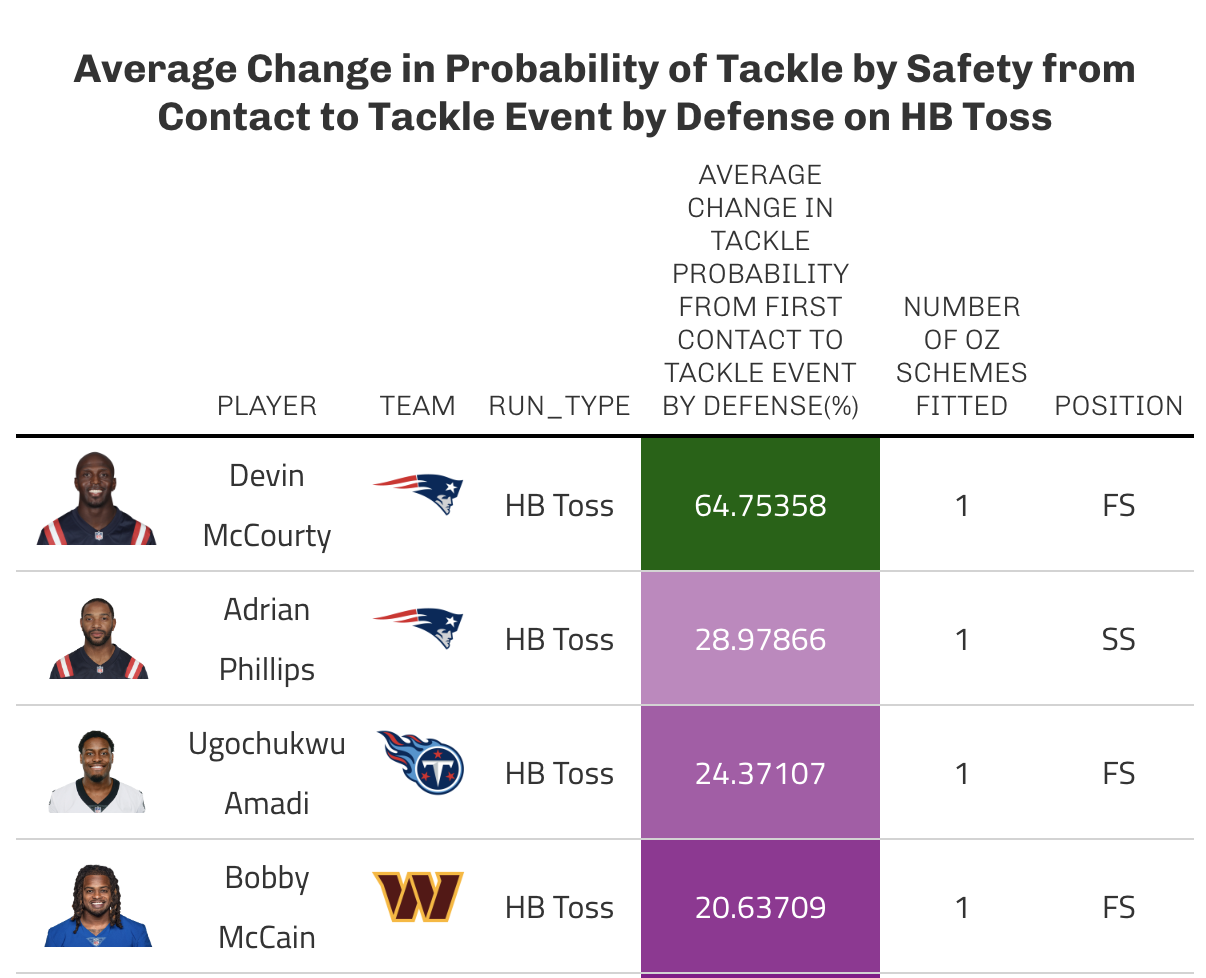 Average Change in Probability of Tackle by Safety from
Contact to Tackle Event by Defense on HB Toss
AVERAGE
CHANGE IN
TACKLE
PROBABILITY
FROM FIRST
CONTACT TO
TACKLE EVENT
BY DEFENSE(%)
NUMBER
OF OZ
SCHEMES
FITTED
PLAYER TEAM RUN_TYPE POSITION
Devin
McCourty
HB Toss 64.75358 1 FS
Adrian
Phillips
HB Toss 28.97866 1 SS
Ugochukwu
Amadi
HB Toss 24.37107 1 FS
Bobby
McCain
HB Toss 20.63709 1 FS